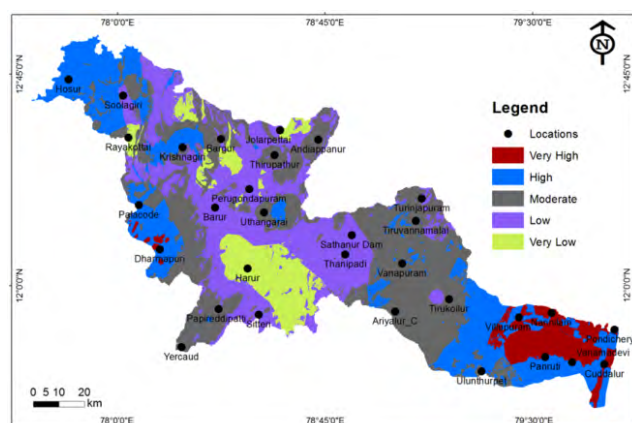 78°0'0"E
78°45'0"E
79°30'0"E
N
12°45'0"N
12°45'0"N
Hosur
Soolagiri
Legend
Locations
Very High
High
Moderate
Low
Very Low
Rayakottai
Krishnagiri
Bargur
Jolarpettai
Andiappanur
Thirupathur
Perugondapuram
Palacode
Barur
Uthangarai
Turinjapuram
Tiruvannamalai
Dharmapuri
Sathanur Dam
Thanipadi
Harur
Vanapuram
12°0'0"N
12°0'0"N
Papireddipatti
Sitteri
Ariyalur_C
Tirukoilur
Villupuram
Pondichery
Yercaud
Panruti
Vanamadevi
Cuddalur
Ulunthurpet
0 5 10 20
km
78°0'0"E
78°45'0"E
79°30'0"E